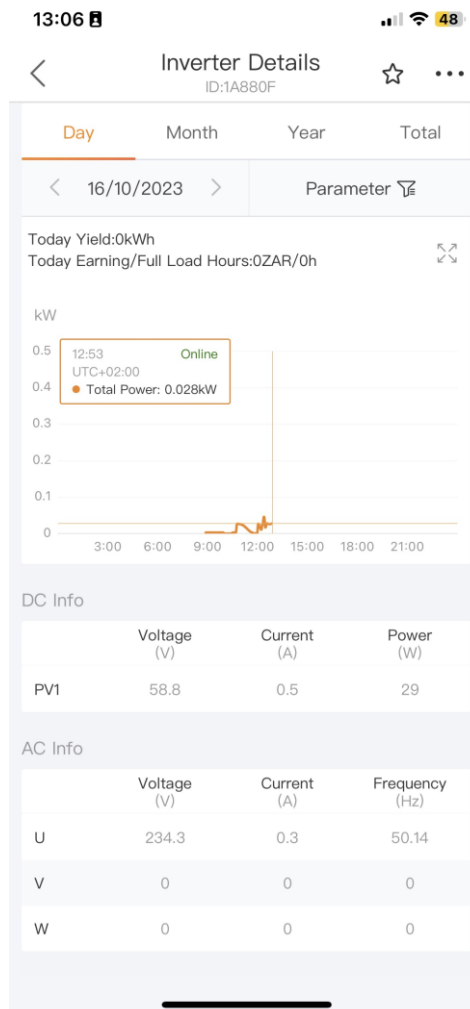 13:06
48
Inverter Details
ID:1A880F
Day Month Year Total
16/10/2023 Parameter
Today Yield:0kWh
Today Earning/Full Load Hours:0ZAR/0h
kW
0.5
12:53 Online
UTC+02:00
Total Power: 0.028kW
0.4
0.3
0.2
0.1
0
3:00 6:00 9:00 12:00 15:00 18:00 21:00
DC Info
Voltage Current Power
(V) (A) (W)
PV1 58.8 0.5 29
AC Info
Voltage Current Frequency
(V) (A) (Hz)
U 234.3 0.3 50.14
V 0 0 0
W 0 0 0